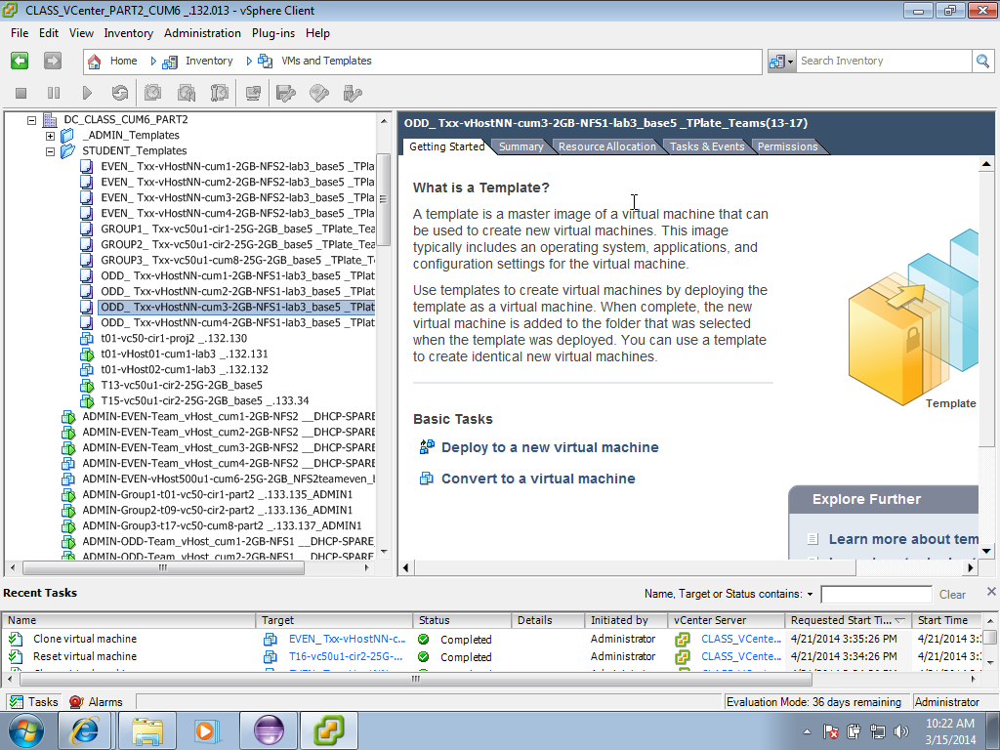 CLASS_VCenter_PART2_CUM6 _.132.013 - vSphere Client
File Edit View Inventory Administration Plug-ins Help
Home Inventory VMs and Templates
Search Inventory
DC_CLASS_CUM6_PART2
_ADMIN_Templates
STUDENT_Templates
EVEN_ Txx-vHostNN-cum1-2GB-NFS2-lab3_base5 _TPla
EVEN_ Txx-vHostNN-cum2-2GB-NFS2-lab3_base5 _TPla
EVEN_ Txx-vHostNN-cum3-2GB-NFS2-lab3_base5 _TPla
EVEN_ Txx-vHostNN-cum4-2GB-NFS2-lab3_base5 _TPla
GROUP1_ Txx-vc50u1-cir1-25G-2GB_base5 _TPlate_Tea
GROUP2_ Txx-vc50u1-cir2-25G-2GB_base5 _TPlate_Tea
GROUP3_ Txx-vc50u1-cum8-25G-2GB_base5 _TPlate_T
ODD_ Txx-vHostNN-cum1-2GB-NFS1-lab3_base5 _TPlat
ODD_ Txx-vHostNN-cum2-2GB-NFS1-lab3_base5 _TPlat
ODD_ Txx-vHostNN-cum3-2GB-NFS1-lab3_base5 _TPlat
ODD_ Txx-vHostNN-cum4-2GB-NFS1-lab3_base5 _TPlat
t01-vc50-cir1-proj2 _.132.130
t01-vHost01-cum1-lab3 _.132.131
t01-vHost02-cum1-lab3 _.132.132
T13-vc50u1-cir2-25G-2GB_base5
T15-vc50u1-cir2-25G-2GB_base5 _.133.34
ADMIN-EVEN-Team_vHost_cum1-2GB-NFS2 __DHCP-SPARE
ADMIN-EVEN-Team_vHost_cum2-2GB-NFS2 __DHCP-SPARE
ADMIN-EVEN-Team_vHost_cum3-2GB-NFS2 __DHCP-SPARE
ADMIN-EVEN-Team_vHost_cum4-2GB-NFS2 __DHCP-SPARE
ADMIN-EVEN-vHost500u1-cum6-25G-2GB_NFS2teameven_b
ADMIN-Group1-t01-vc50-cir1-part2 _.133.135_ADMIN1
ADMIN-Group2-t09-vc50-cir2-part2 _.133.136_ADMIN1
ADMIN-Group3-t17-vc50-cum8-part2 _.133.137_ADMIN1
ADMIN-ODD-Team_vHost_cum1-2GB-NFS1 __DHCP-SPARE_
ADMIN-ODD-Team_vHost_cum2-2GB-NFS1 __DHCP-SPARE_
ODD_ Txx-vHostNN-cum3-2GB-NFS1-lab3_base5 _TPlate_Teams(13-17)
Getting Started Summary Resource Allocation Tasks & Events Permissions
What is a Template?
A template is a master image of a virtual machine that can
be used to create new virtual machines. This image
typically includes an operating system, applications, and
configuration settings for the virtual machine.
Use templates to create virtual machines by deploying the
template as a virtual machine. When complete, the new
virtual machine is added to the folder that was selected
when the template was deployed. You can use a template
to create identical new virtual machines.
Template
Basic Tasks
Deploy to a new virtual machine
Convert to a virtual machine
Explore Further
Learn more about tem
Recent Tasks
Name, Target or Status contains: Clear
Name Target Status Details Initiated by vCenter Server Requested Start Ti... Start Time
Clone virtual machine EVEN_ Txx-vHostNN-c... Completed Administrator CLASS_VCente... 4/21/2014 3:35:26 PM 4/21/2014 3:
Reset virtual machine T16-vc50u1-cir2-25G-... Completed Administrator CLASS_VCente... 4/21/2014 3:34:26 PM 4/21/2014 3:
Tasks Alarms
Evaluation Mode: 36 days remaining Administrator
10:22 AM
3/15/2014